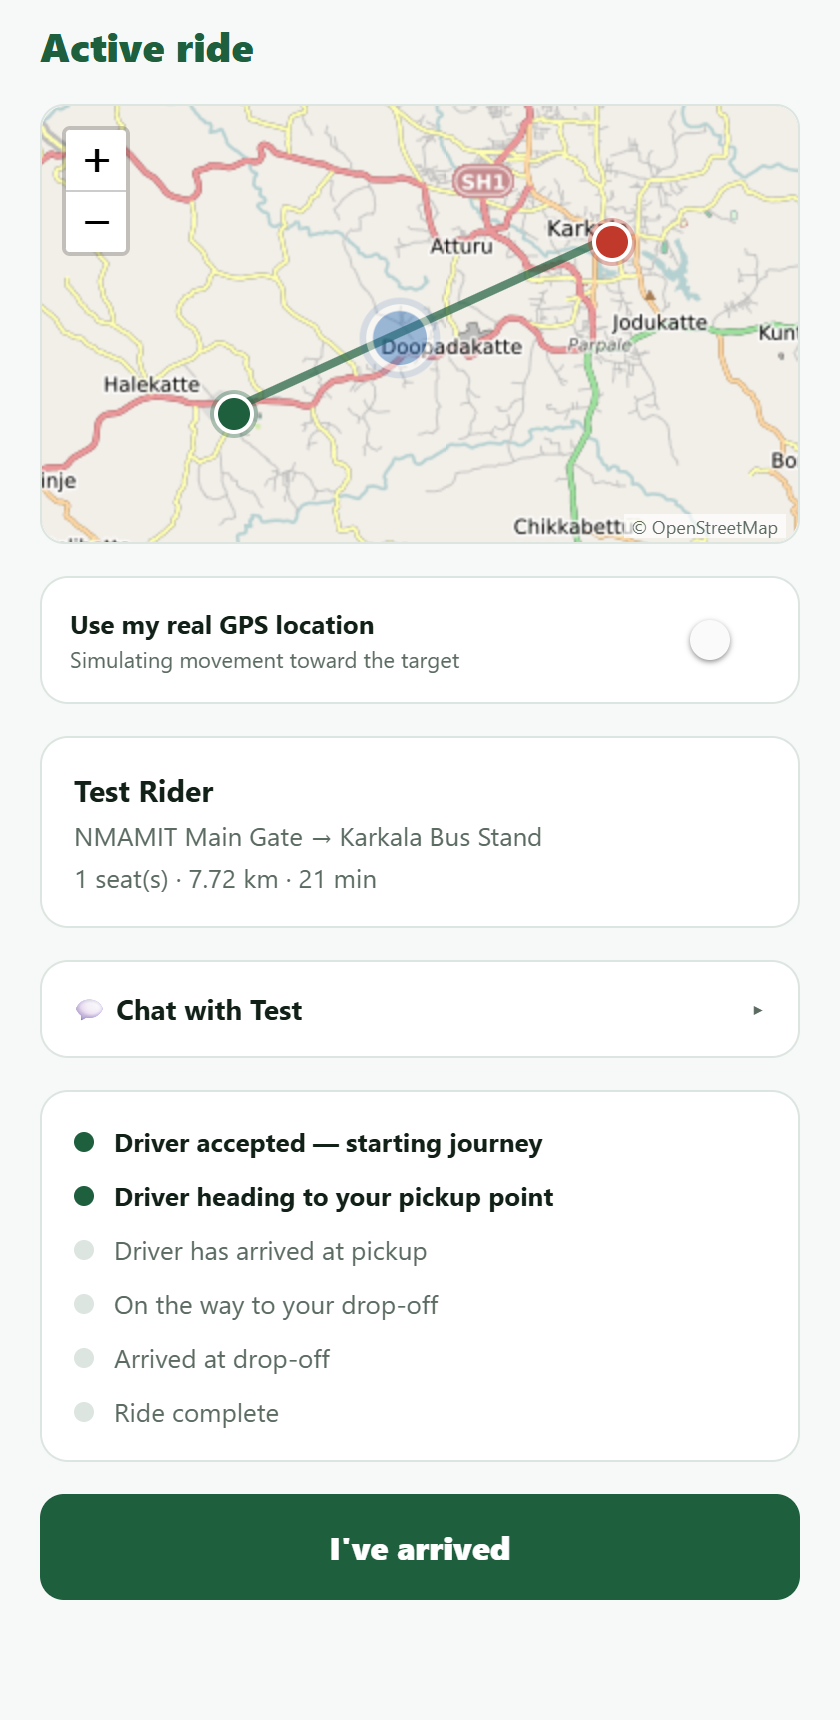 Active ride
+
−
SH1
Atturu
Jodukatte
Parpale
Doopadakatte
Halekatte
© OpenStreetMap
Use my real GPS location
Simulating movement toward the target
Test Rider
NMAMIT Main Gate → Karkala Bus Stand
1 seat(s) · 7.72 km · 21 min
Chat with Test
Driver accepted — starting journey
Driver heading to your pickup point
Driver has arrived at pickup
On the way to your drop-off
Arrived at drop-off
Ride complete
I've arrived